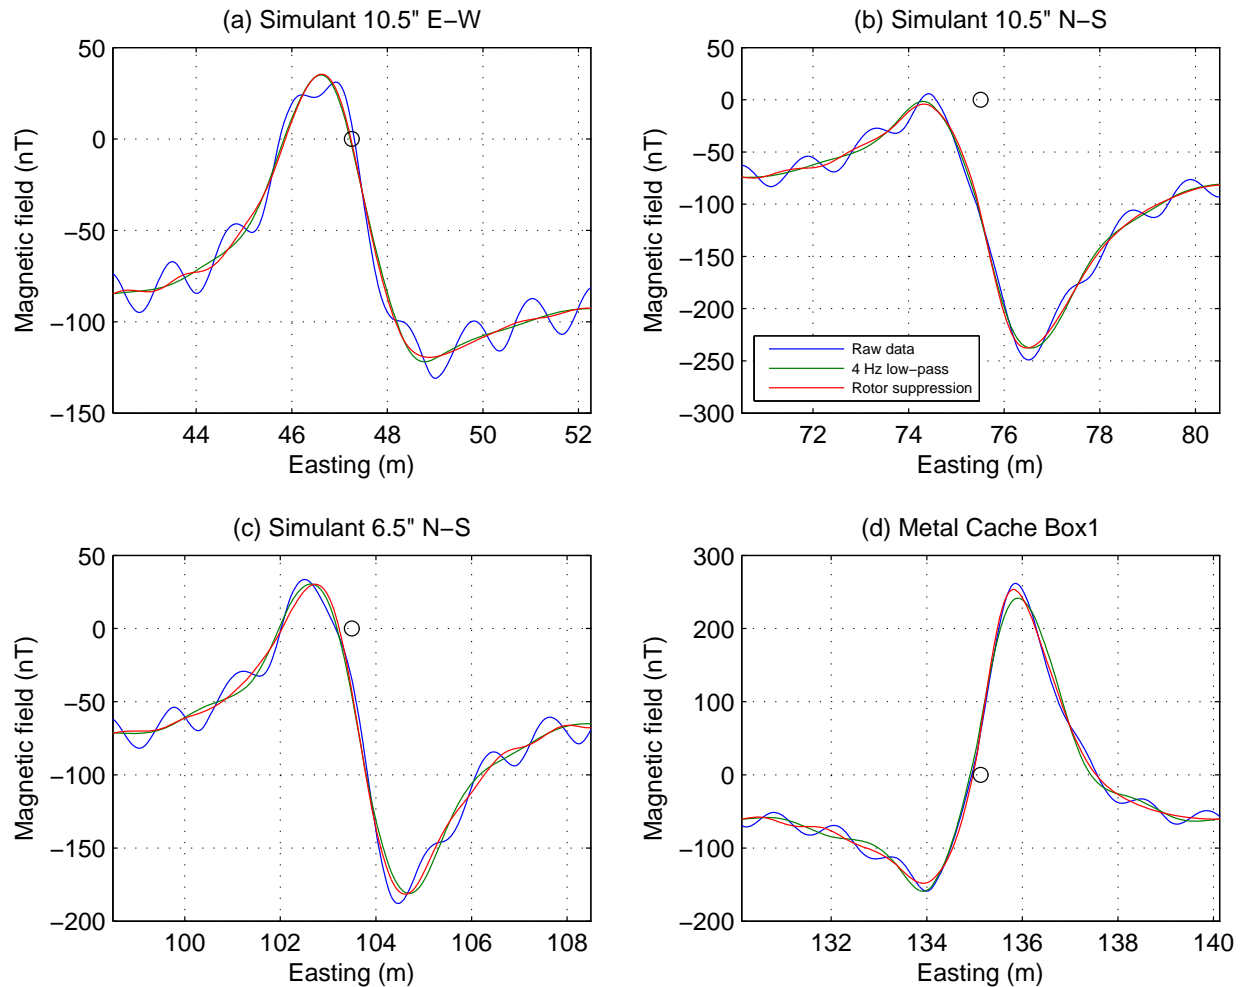 (a) Simulant 10.5" E−W
50
0
−50
−100
−150
Magnetic field (nT)
44 46 48 50 52
Easting (m)
(b) Simulant 10.5" N−S
50
0
−50
−100
−150
−200
−250
−300
Magnetic field (nT)
Raw data
4 Hz low−pass
Rotor suppression
72 74 76 78 80
Easting (m)
(c) Simulant 6.5" N−S
50
0
−50
−100
−150
−200
Magnetic field (nT)
100 102 104 106 108
Easting (m)
(d) Metal Cache Box1
300
200
100
0
−100
−200
Magnetic field (nT)
132 134 136 138 140
Easting (m)